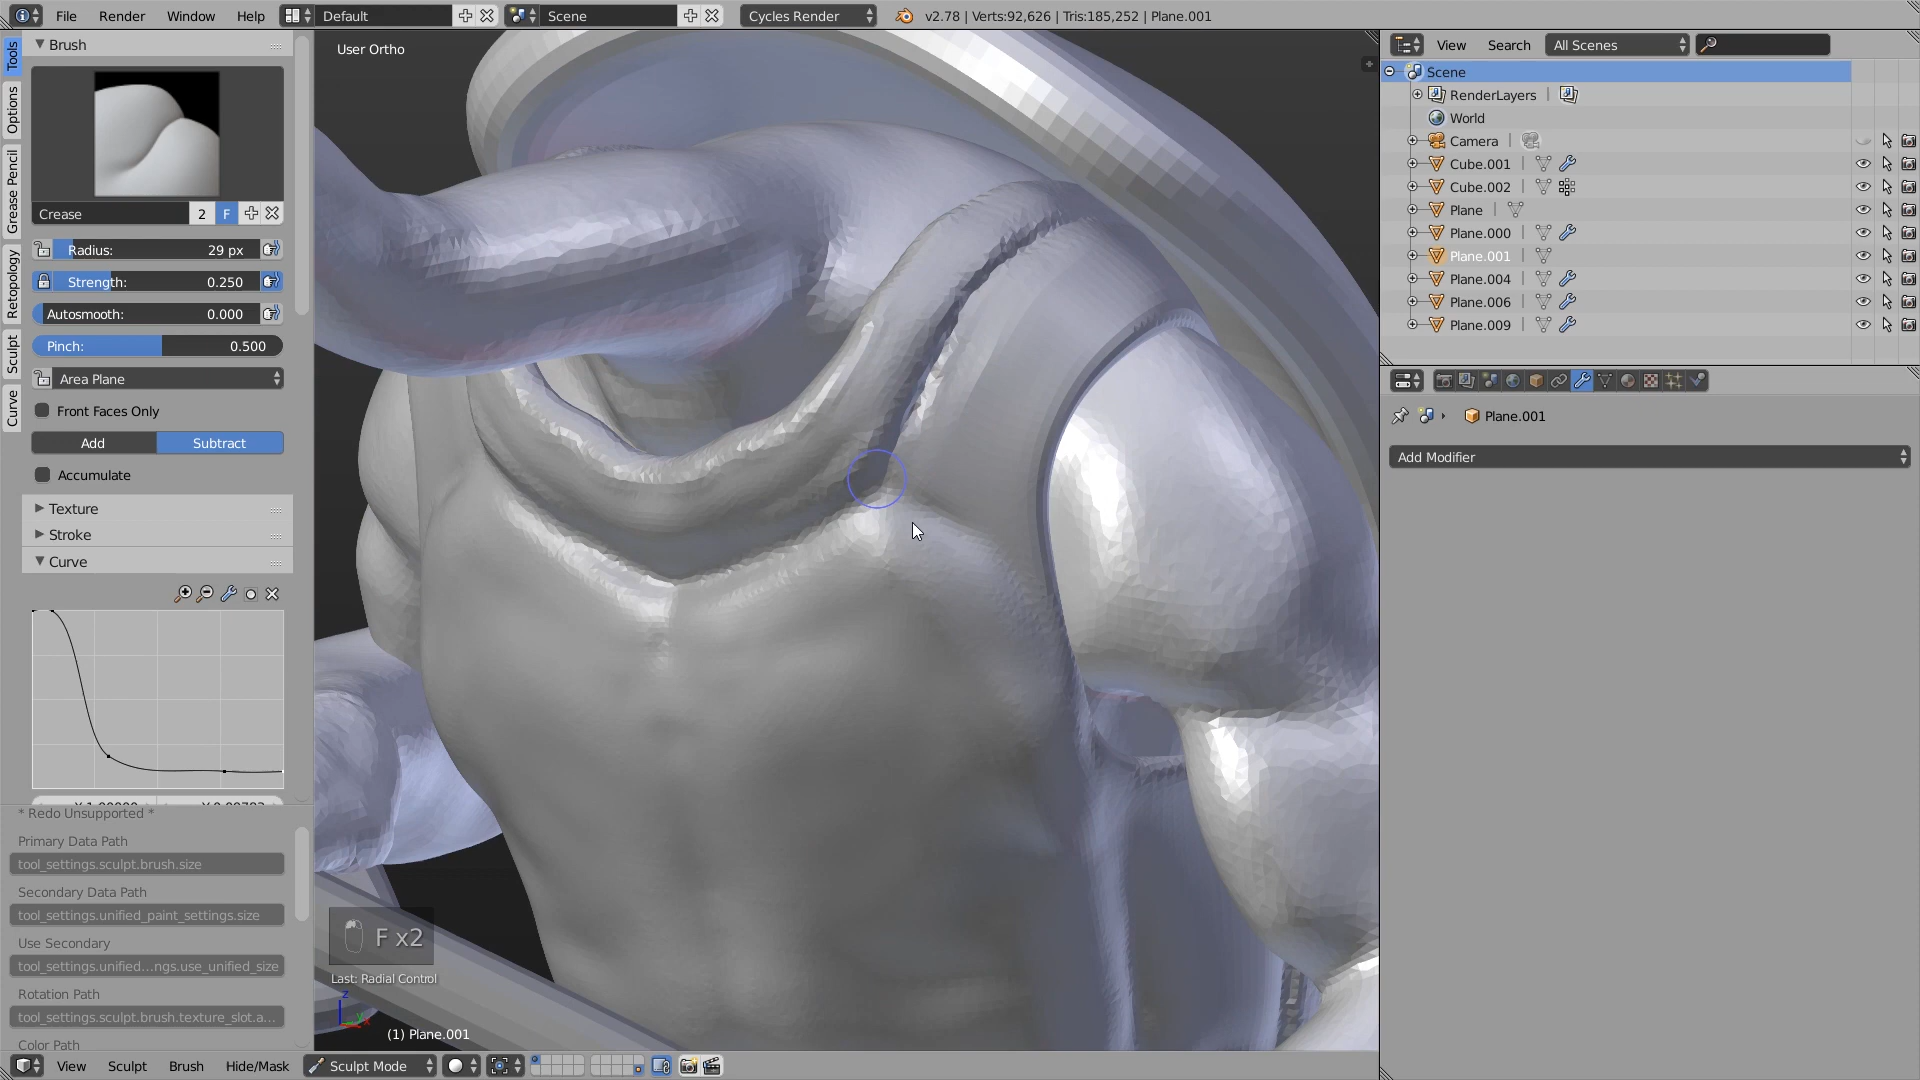 File Render Window Help Default Scene Cycles Render v2.78 | Verts:92,626 | Tris:185,252 | Plane.001
Tools
Options
Grease Pencil
Retopology
Sculpt
Curve
Brush
Crease 2 F
Radius: 29 px
Strength: 0.250
Autosmooth: 0.000
Pinch: 0.500
Area Plane
Front Faces Only
Add Subtract
Accumulate
Texture
Stroke
Curve
* Redo Unsupported *
Primary Data Path
tool_settings.sculpt.brush.size
Secondary Data Path
tool_settings.unified_paint_settings.size
Use Secondary
tool_settings.unified...ngs.use_unified_size
Rotation Path
tool_settings.sculpt.brush.texture_slot.a...
Color Path
User Ortho
F x2
Last: Radial Control
z
y
x
(1) Plane.001
View Sculpt Brush Hide/Mask Sculpt Mode
View Search All Scenes
Scene
RenderLayers
World
Camera
Cube.001
Cube.002
Plane
Plane.000
Plane.001
Plane.004
Plane.006
Plane.009
Plane.001
Add Modifier